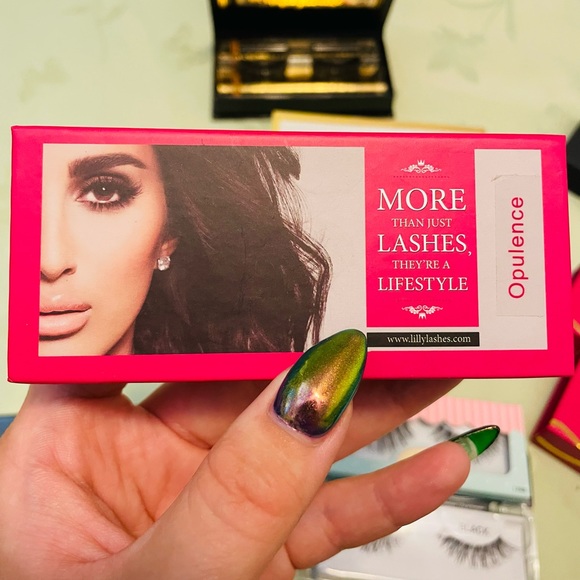 MORE
THAN JUST
LASHES,
THEY'RE A
LIFESTYLE
www.lillylashes.com
Opulence